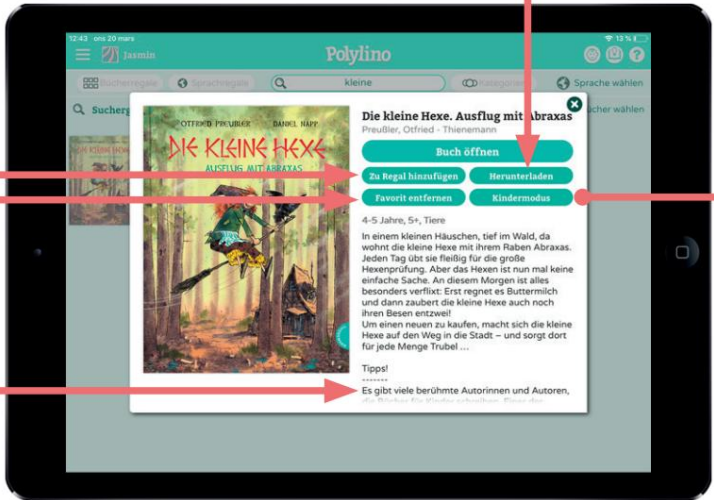 12:43 ons 20 mars
13 %
Jasmin
Polylino
Bücherregale
Sprachregale
kleine
Kategorien
Sprache wählen
Sucherg
ücher wählen
OTFRIED PREUẞLER DANIEL NAPP
DIE KLEINE HEXE
AUSFLUG MIT ABRAXAS
Die kleine Hexe. Ausflug mit Abraxas
Preußler, Otfried - Thienemann
Buch öffnen
Zu Regal hinzufügen
Herunterladen
Favorit entfernen
Kindermodus
4-5 Jahre, 5+, Tiere
In einem kleinen Häuschen, tief im Wald, da
wohnt die kleine Hexe mit ihrem Raben Abraxas.
Jeden Tag übt sie fleißig für die große
Hexenprüfung. Aber das Hexen ist nun mal keine
einfache Sache. An diesem Morgen ist alles
besonders verflixt: Erst regnet es Buttermilch
und dann zaubert die kleine Hexe auch noch
ihren Besen entzwei!
Um einen neuen zu kaufen, macht sich die kleine
Hexe auf den Weg in die Stadt – und sorgt dort
für jede Menge Trubel ...
Tipps!
-------
Es gibt viele berühmte Autorinnen und Autoren,
die Bücher für Kinder schreiben. Einer der